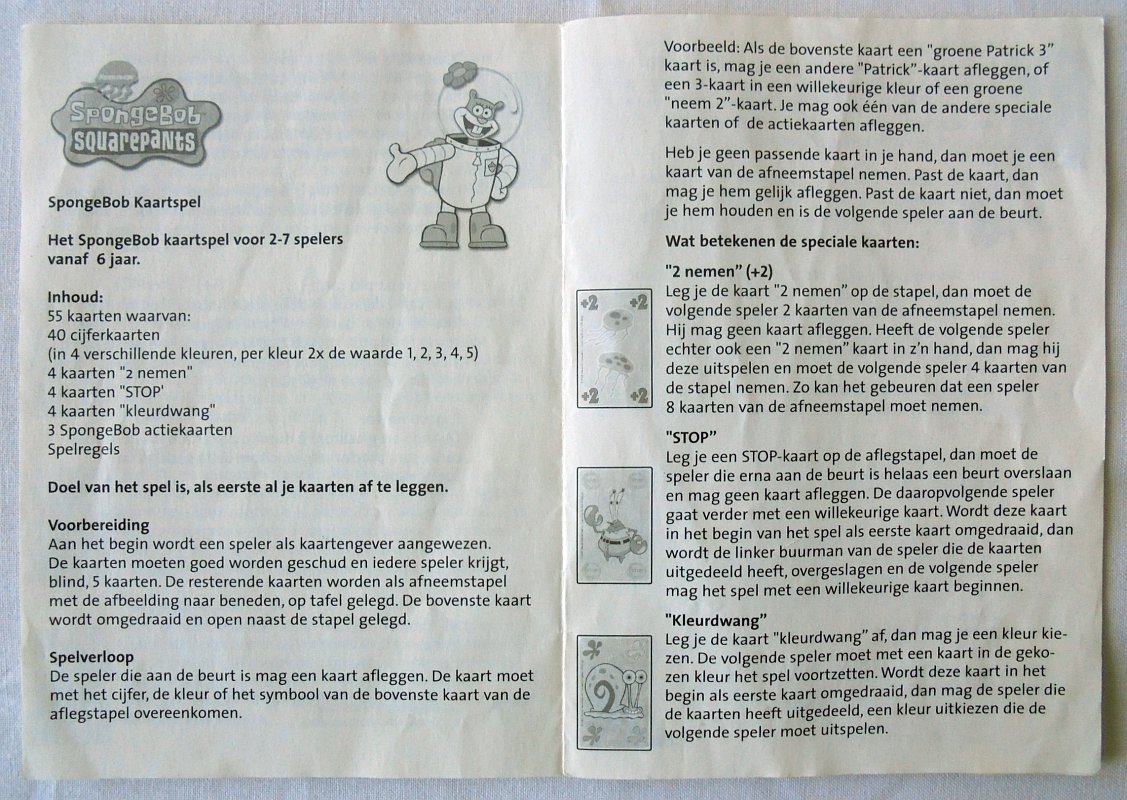 SpongeBob
SQUAREPANTS
SpongeBob Kaartspel
Het SpongeBob kaartspel voor 2-7 spelers
vanaf 6 jaar.
Inhoud:
55 kaarten waarvan:
40 cijferkaarten
(in 4 verschillende kleuren, per kleur 2x de waarde 1, 2, 3, 4, 5)
4 kaarten "2 nemen"
4 kaarten "STOP'
4 kaarten "kleurdwang"
3 SpongeBob actiekaarten
Spelregels
Doel van het spel is, als eerste al je kaarten af te leggen.
Voorbereiding
Aan het begin wordt een speler als kaartengever aangewezen.
De kaarten moeten goed worden geschud en iedere speler krijgt,
blind, 5 kaarten. De resterende kaarten worden als afneemstapel
met de afbeelding naar beneden, op tafel gelegd. De bovenste kaart
wordt omgedraaid en open naast de stapel gelegd.
Spelverloop
De speler die aan de beurt is mag een kaart afleggen. De kaart moet
met het cijfer, de kleur of het symbool van de bovenste kaart van de
aflegstapel overeenkomen.
Voorbeeld: Als de bovenste kaart een "groene Patrick 3”
kaart is, mag je een andere "Patrick”-kaart afleggen, of
een 3-kaart in een willekeurige kleur of een groene
"neem 2”-kaart. Je mag ook één van de andere speciale
kaarten of de actiekaarten afleggen.
Heb je geen passende kaart in je hand, dan moet je een
kaart van de afneemstapel nemen. Past de kaart, dan
mag je hem gelijk afleggen. Past de kaart niet, dan moet
je hem houden en is de volgende speler aan de beurt.
Wat betekenen de speciale kaarten:
"2 nemen” (+2)
Leg je de kaart "2 nemen” op de stapel, dan moet de
volgende speler 2 kaarten van de afneemstapel nemen.
Hij mag geen kaart afleggen. Heeft de volgende speler
echter ook een "2 nemen” kaart in z’n hand, dan mag hij
deze uitspelen en moet de volgende speler 4 kaarten van
de stapel nemen. Zo kan het gebeuren dat een speler
8 kaarten van de afneemstapel moet nemen.
+2 +2
+2 +2
"STOP”
Leg je een STOP-kaart op de aflegstapel, dan moet de
speler die erna aan de beurt is helaas een beurt overslaan
en mag geen kaart afleggen. De daaropvolgende speler
gaat verder met een willekeurige kaart. Wordt deze kaart
in het begin van het spel als eerste kaart omgedraaid, dan
wordt de linker buurman van de speler die de kaarten
uitgedeeld heeft, overgeslagen en de volgende speler
mag het spel met een willekeurige kaart beginnen.
"Kleurdwang”
Leg je de kaart "kleurdwang” af, dan mag je een kleur kie-
zen. De volgende speler moet met een kaart in de geko-
zen kleur het spel voortzetten. Wordt deze kaart in het
begin als eerste kaart omgedraaid, dan mag de speler die
de kaarten heeft uitgedeeld, een kleur uitkiezen die de
volgende speler moet uitspelen.